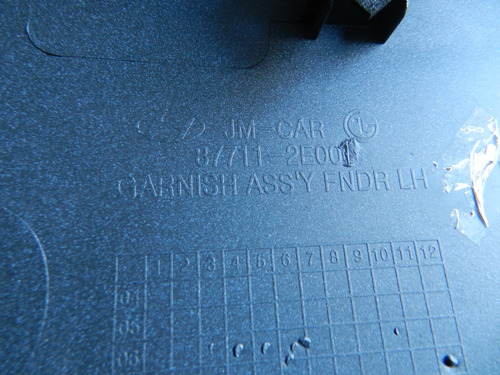 JM-CAR LG
87711-2E00
GARNISH ASS'Y FNDR LH
1 2 3 4 5 6 7 8 9 10 11 12
04
05
06